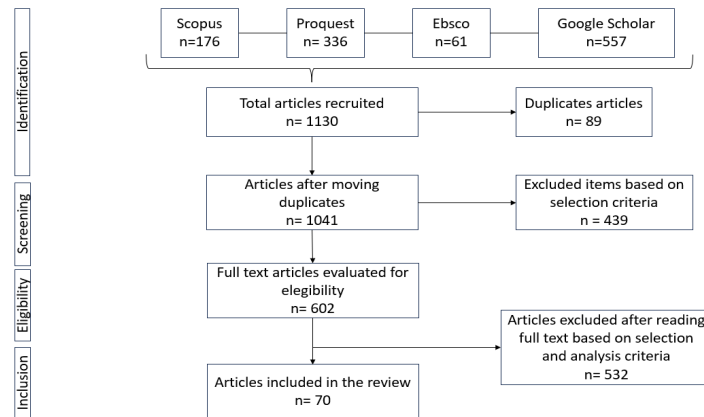 Scopus
n=176
Proquest
n= 336
Ebsco
n=61
Google Scholar
n=557
Identification
Total articles recruited
n= 1130
Duplicates articles
n= 89
Screening
Articles after moving
duplicates
n= 1041
Excluded items based on
selection criteria
n = 439
Eligibility
Full text articles evaluated for
elegibility
n= 602
Articles excluded after reading
full text based on selection
and analysis criteria
n= 532
Inclusion
Articles included in the review
n= 70